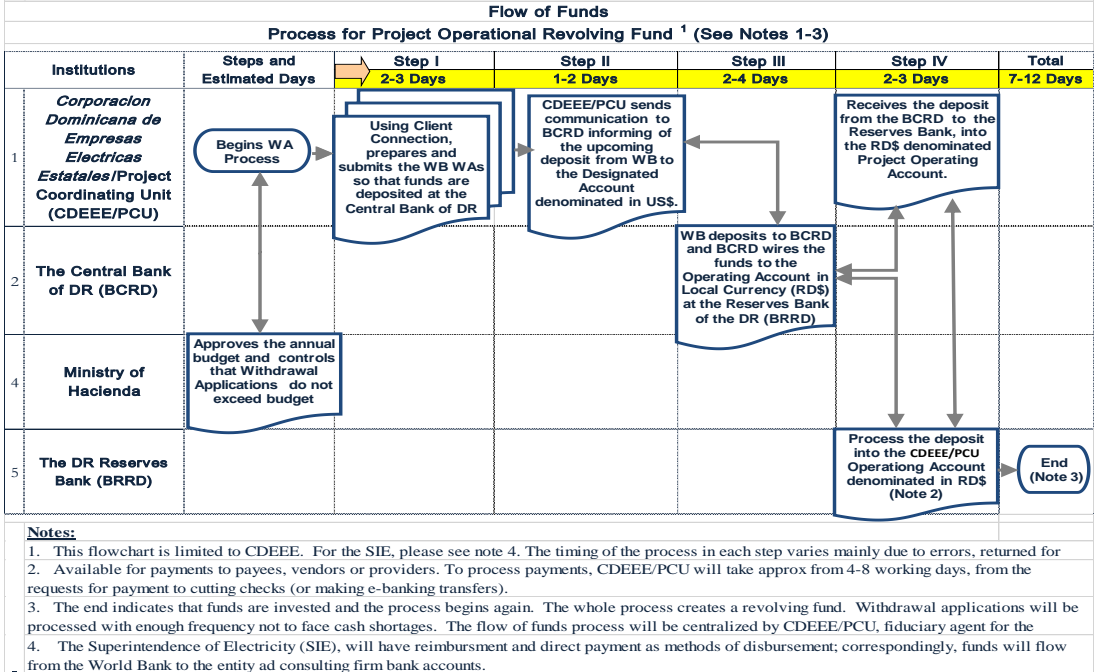 Flow of Funds
Process for Project Operational Revolving Fund ¹ (See Notes 1-3)
Institutions
Steps and
Estimated Days
Step I
2-3 Days
Step II
1-2 Days
Step III
2-4 Days
Step IV
2-3 Days
Total
7-12 Days
1
Corporacion
Dominicana de
Empresas
Electricas
Estatales/Project
Coordinating Unit
(CDEEE/PCU)
Begins WA
Process
Using Client
Connection,
prepares and
submits the WB WAs
so that funds are
deposited at the
Central Bank of DR
CDEEE/PCU sends
communication to
BCRD informing of
the upcoming
deposit from WB to
the Designated
Account
denominated in US$.
Receives the deposit
from the BCRD to the
Reserves Bank, into
the RD$ denominated
Project Operating
Account.
2
The Central Bank
of DR (BCRD)
WB deposits to BCRD
and BCRD wires the
funds to the
Operating Account in
Local Currency (RD$)
at the Reserves Bank
of the DR (BRRD)
4
Ministry of
Hacienda
Approves the annual
budget and controls
that Withdrawal
Applications do not
exceed budget
5
The DR Reserves
Bank (BRRD)
Process the deposit
into the CDEEE/PCU
Operationg Account
denominated in RD$
(Note 2)
End
(Note 3)
Notes:
1. This flowchart is limited to CDEEE. For the SIE, please see note 4. The timing of the process in each step varies mainly due to errors, returned for
2. Available for payments to payees, vendors or providers. To process payments, CDEEE/PCU will take approx from 4-8 working days, from the
requests for payment to cutting checks (or making e-banking transfers).
3. The end indicates that funds are invested and the process begins again. The whole process creates a revolving fund. Withdrawal applications will be
processed with enough frequency not to face cash shortages. The flow of funds process will be centralized by CDEEE/PCU, fiduciary agent for the
4. The Superintendence of Electricity (SIE), will have reimbursment and direct payment as methods of disbursement; correspondingly, funds will flow
from the World Bank to the entity ad consulting firm bank accounts.